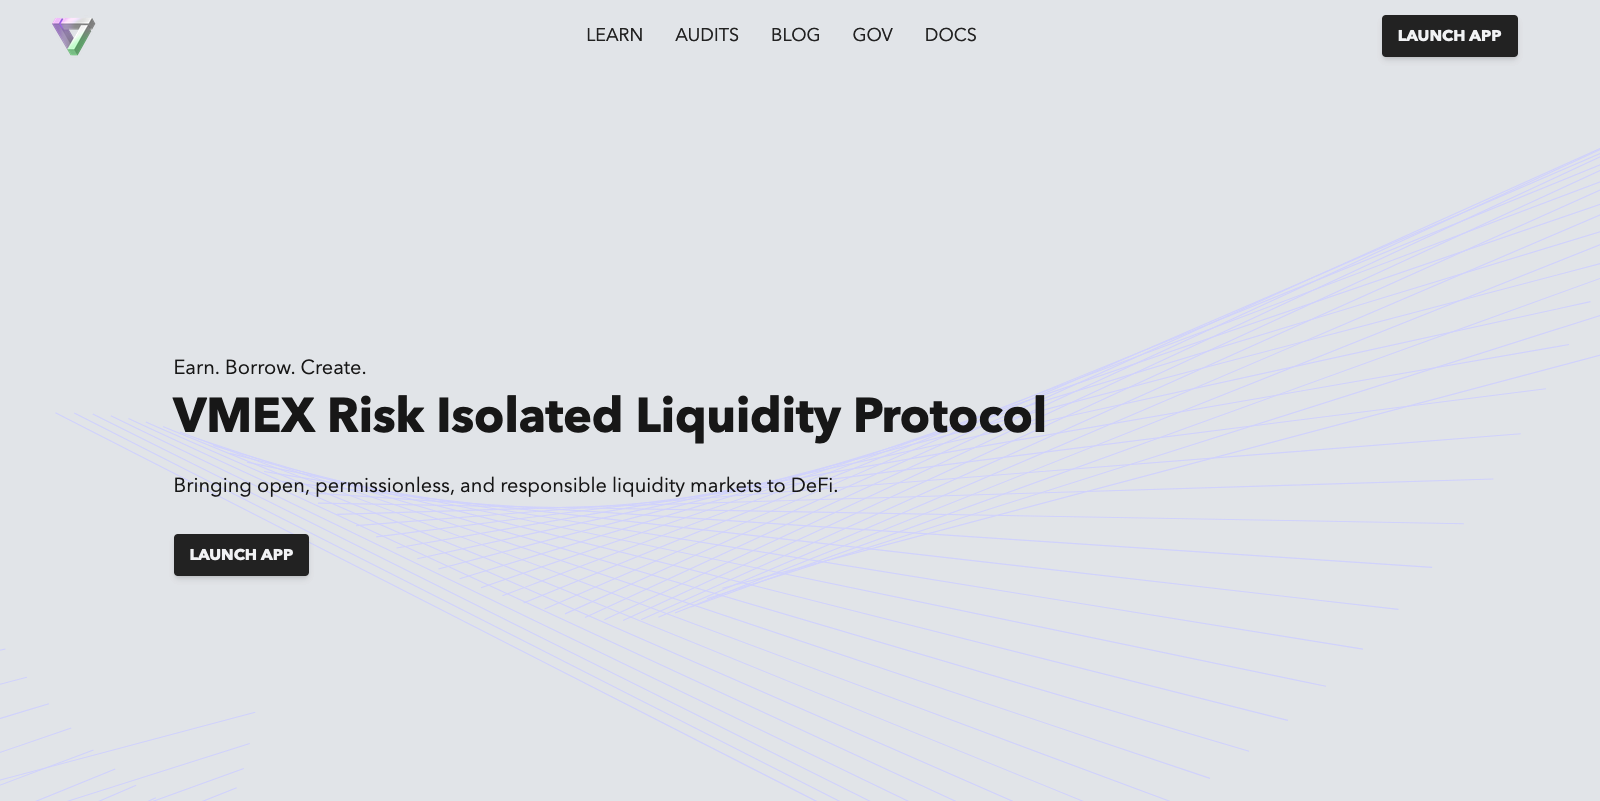 LEARN AUDITS BLOG GOV DOCS LAUNCH APP
Earn. Borrow. Create.
VMEX Risk Isolated Liquidity Protocol
Bringing open, permissionless, and responsible liquidity markets to DeFi.
LAUNCH APP